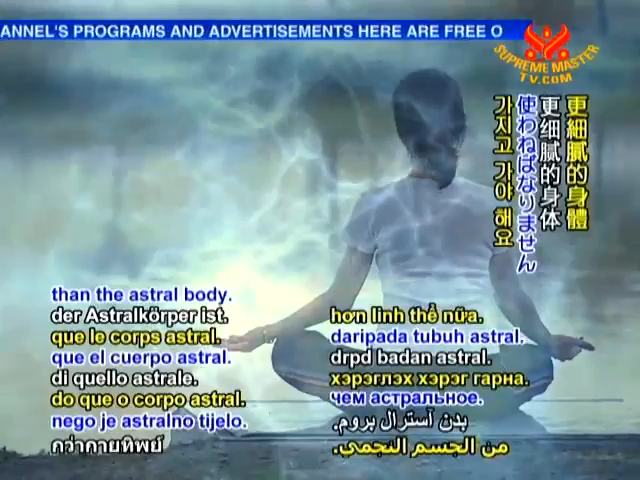 ANNEL'S PROGRAMS AND ADVERTISEMENTS HERE ARE FREE O
SUPREME MASTER
TV.COM
更細膩的身體
更细腻的身体
使わねばなりません
가지고 가야 해요
than the astral body.
der Astralkörper ist.
que le corps astral.
que el cuerpo astral.
di quello astrale.
do que o corpo astral.
nego je astralno tijelo.
กว่ากายทิพย์
hơn linh thể nữa.
daripada tubuh astral.
drpd badan astral.
хэрэглэх хэрэг гарна.
чем астральное.
بدن آسترال بروم.
من الجسم النجمي.